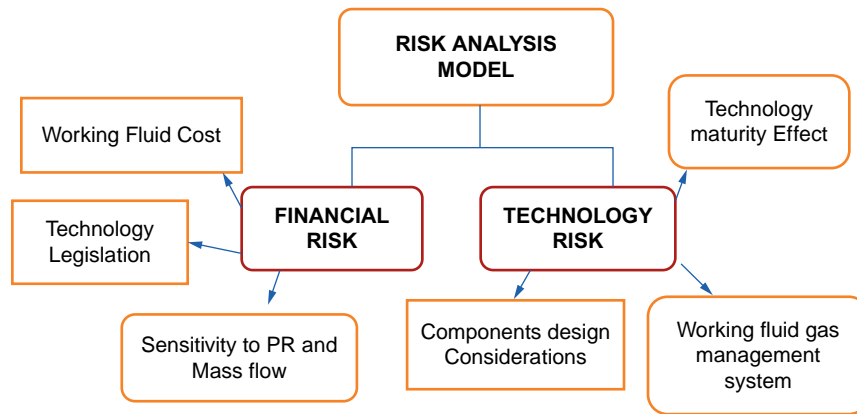 RISK ANALYSIS
MODEL
Working Fluid Cost
Technology
maturity Effect
FINANCIAL
RISK
TECHNOLOGY
RISK
Technology
Legislation
Sensitivity to PR and
Mass flow
Components design
Considerations
Working fluid gas
management
system